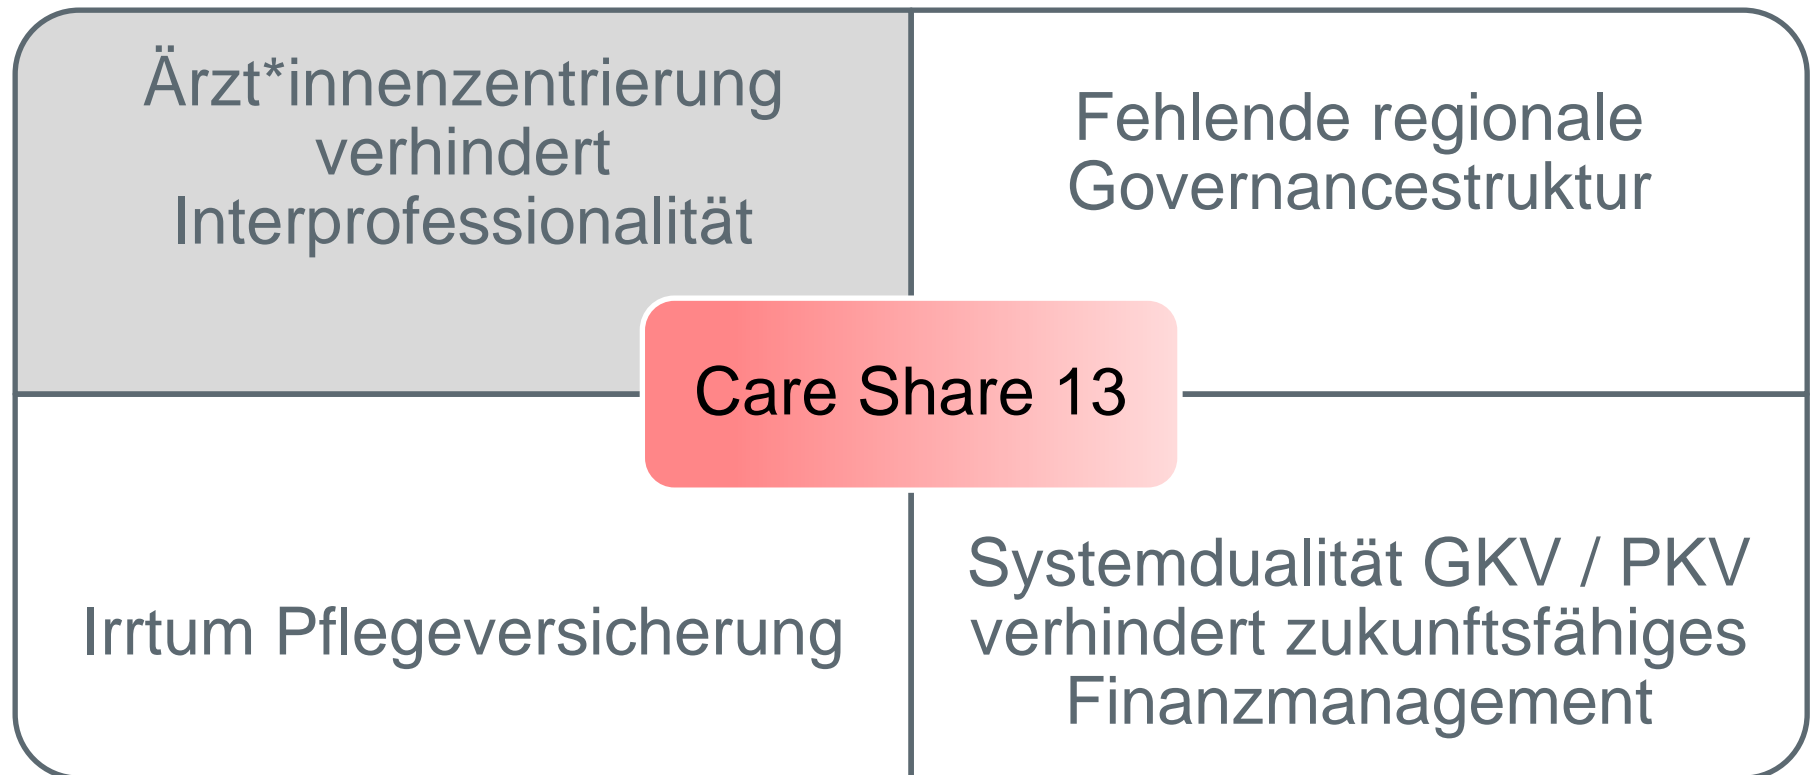 Ärzt*innenzentrierung
verhindert
Interprofessionalität
Fehlende regionale
Governancestruktur
Care Share 13
Irrtum Pflegeversicherung
Systemdualität GKV / PKV
verhindert zukunftsfähiges
Finanzmanagement